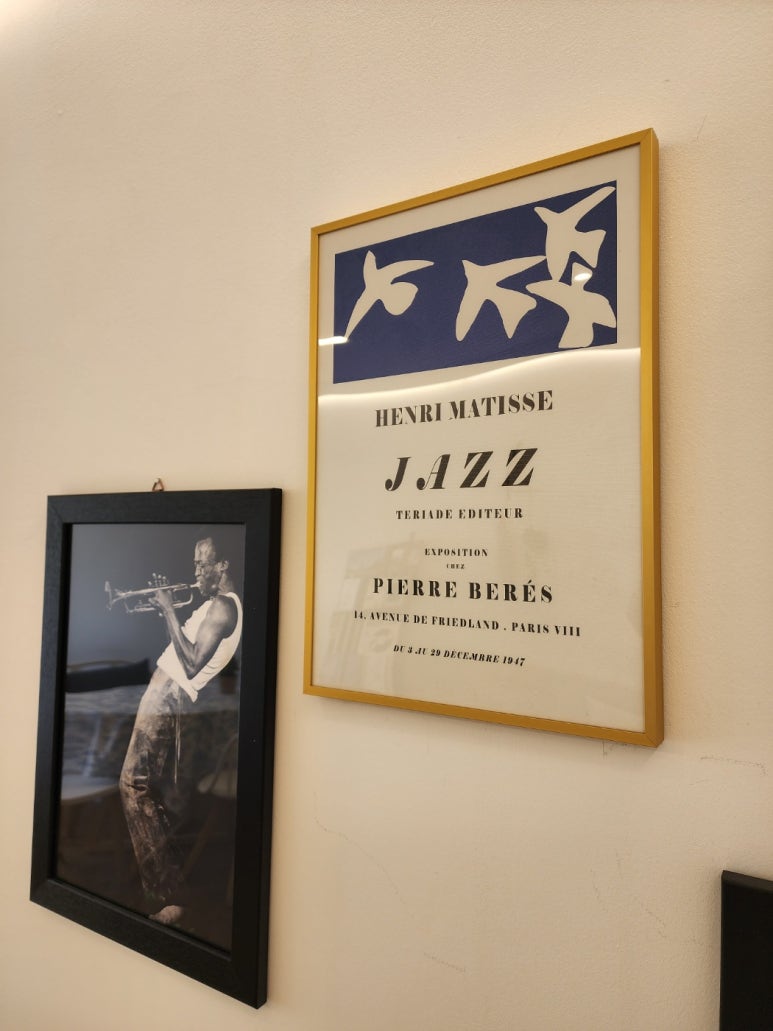 HENRI MATISSE
JAZZ
TERIADE EDITEUR
EXPOSITION
CHEZ
PIERRE BERÉS
14. AVENUE DE FRIEDLAND . PARIS VIII
DU 3 AU 29 DECEMBRE 1947